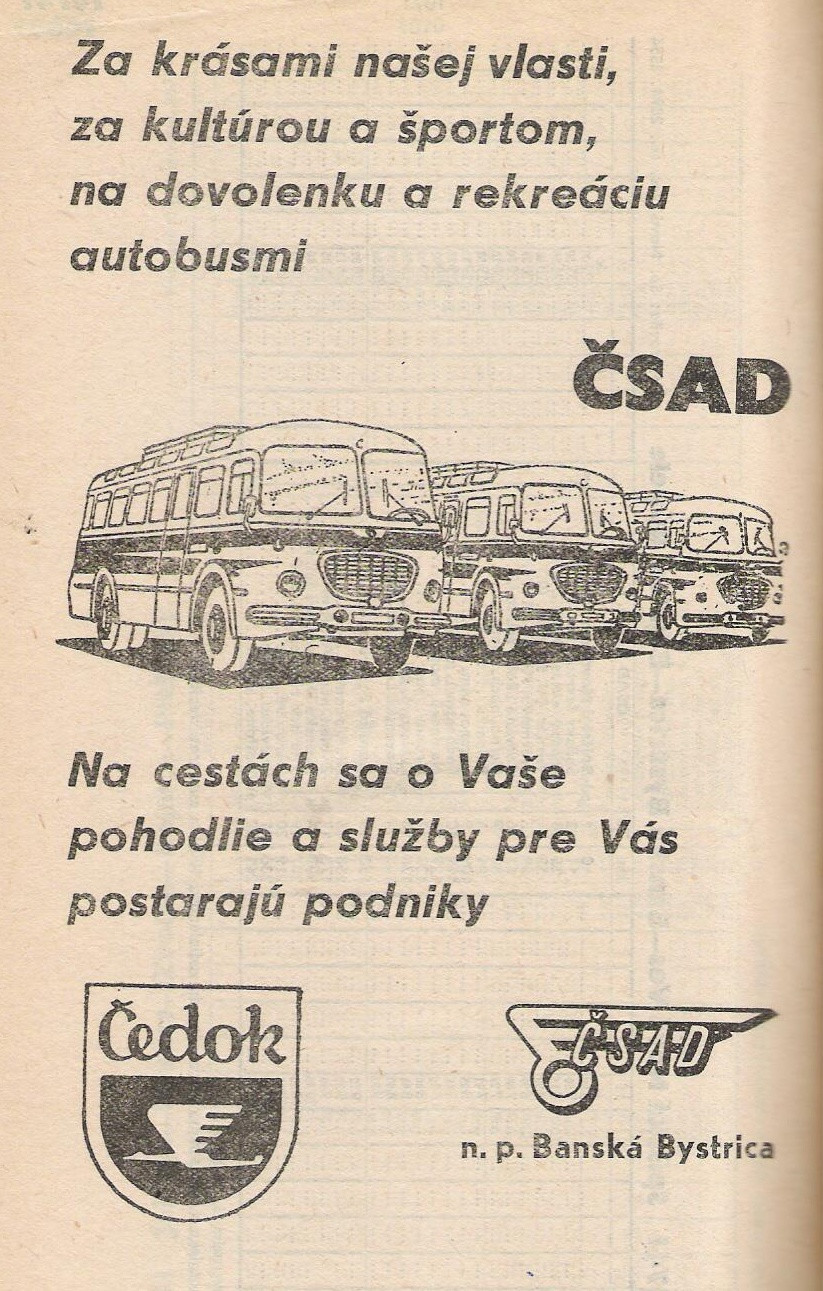 Za krásami našej vlasti,
za kultúrou a športom,
na dovolenku a rekreáciu
autobusmi
ČSAD
Na cestách sa o Vaše
pohodlie a služby pre Vás
postarajú podniky
Čedok
ČSAD
n. p. Banská Bystrica